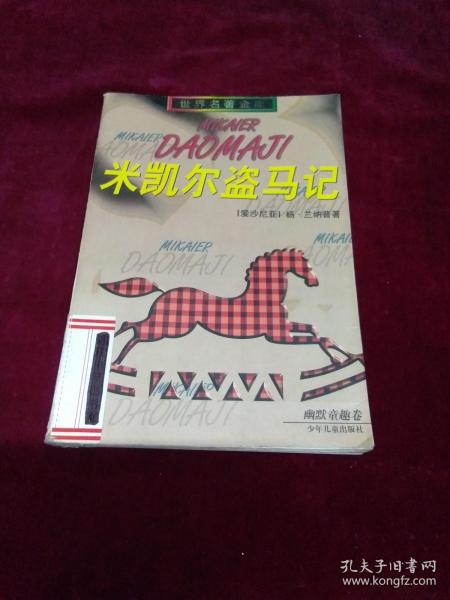 世界名著金库
MIKAIER
DAOMAJI
MIKAIER
DAOMAJI
米凯尔盗马记
[爱沙尼亚] 杨·兰纳普著
MIKAIER
DAOMAJI
MIKAI
DAOM
MIKAIER
DAOMAJI
幽默童趣卷
少年儿童出版社
孔夫子旧书网
www.kongfz.com